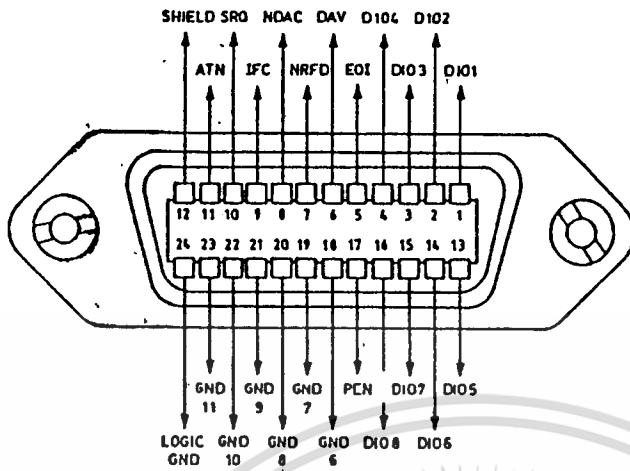 SHIELD SRQ NDAC DAV DIO4 DIO2
ATN IFC NRFD EOI DIO3 DIO1
12 11 10 9 8 7 6 5 4 3 2 1
24 23 22 21 20 19 18 17 16 15 14 13
GND GND GND PEN DIO7 DIO5
11 9 7
LOGIC GND GND GND DIO8 DIO6
GND 10 8 6